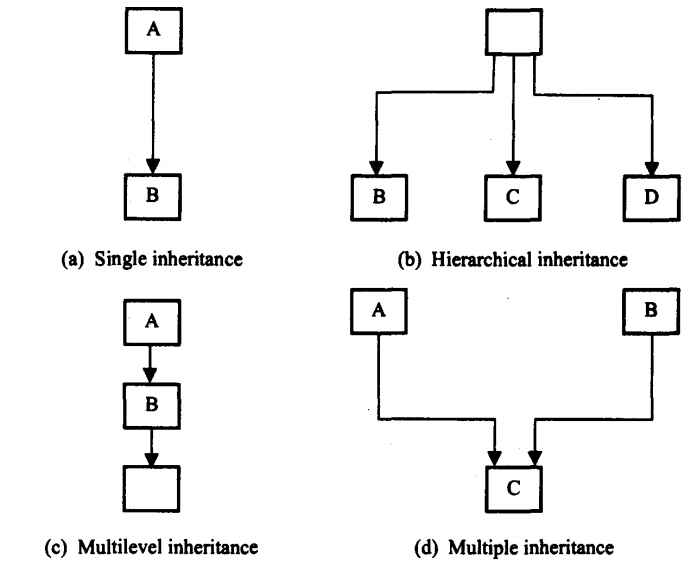 A
B
B
C
D
(a) Single inheritance
(b) Hierarchical inheritance
A
B
A
B
C
(c) Multilevel inheritance
(d) Multiple inheritance